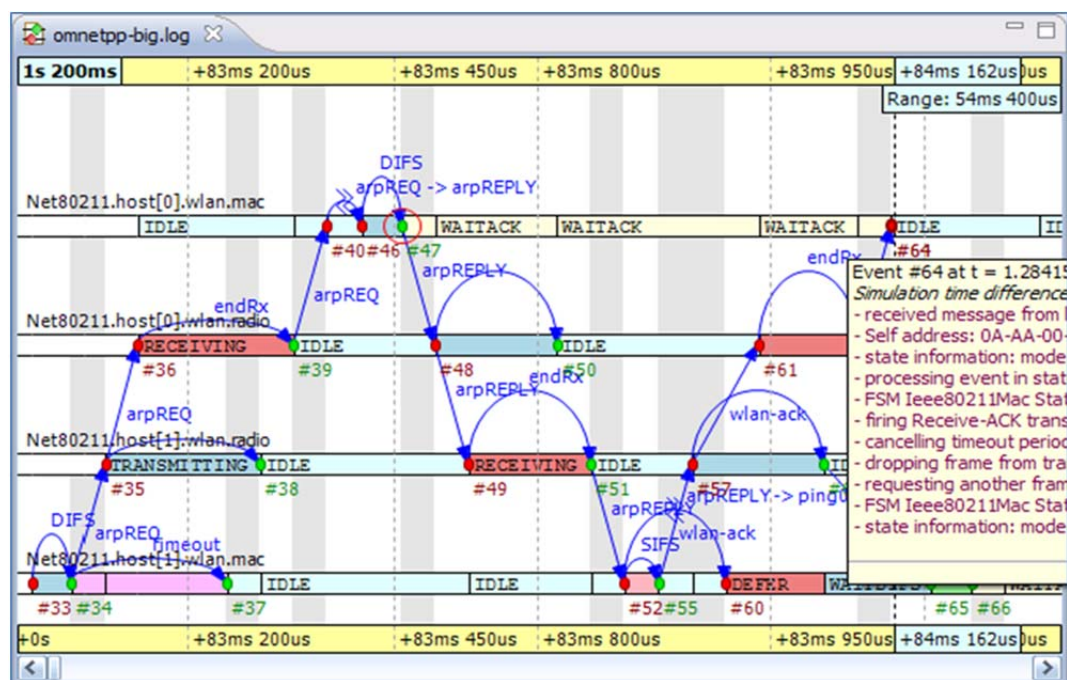 omnetpp-big.log
1s 200ms +83ms 200us +83ms 450us +83ms 800us +83ms 950us +84ms 162us us
Range: 54ms 400us
DIFS
arpREQ -> arpREPLY
Net80211.host[0].wlan.mac
IDLE WAITACK WAITACK WAITACK IDLE
#40 #46 #47 #64
arpREPLY endRx
arpREQ
endRx
Net80211.host[0].wlan.radio
RECEIVING IDLE IDLE
#36 #39 #48 #50 #61
arpREPLY endRx
arpREQ wlan-ack
Net80211.host[1].wlan.radio
TRANSMITTING IDLE RECEIVING IDLE
#35 #38 #49 #51 #57
arpREPLY -> ping0
DIFS arpREQ arpREPLY wlan-ack
timeout SIFS
Net80211.host[1].wlan.mac
IDLE IDLE DEFER
#33 #34 #37 #52 #55 #60 #65 #66
Event #64 at t = 1.28415
Simulation time difference
- received message from
- Self address: 0A-AA-00-
- state information: mode
- processing event in stat
- FSM Ieee80211Mac Stat
- firing Receive-ACK trans
- cancelling timeout period
- dropping frame from tra
- requesting another fram
- FSM Ieee80211Mac Stat
- state information: mode
+0s +83ms 200us +83ms 450us +83ms 800us +83ms 950us +84ms 162us us